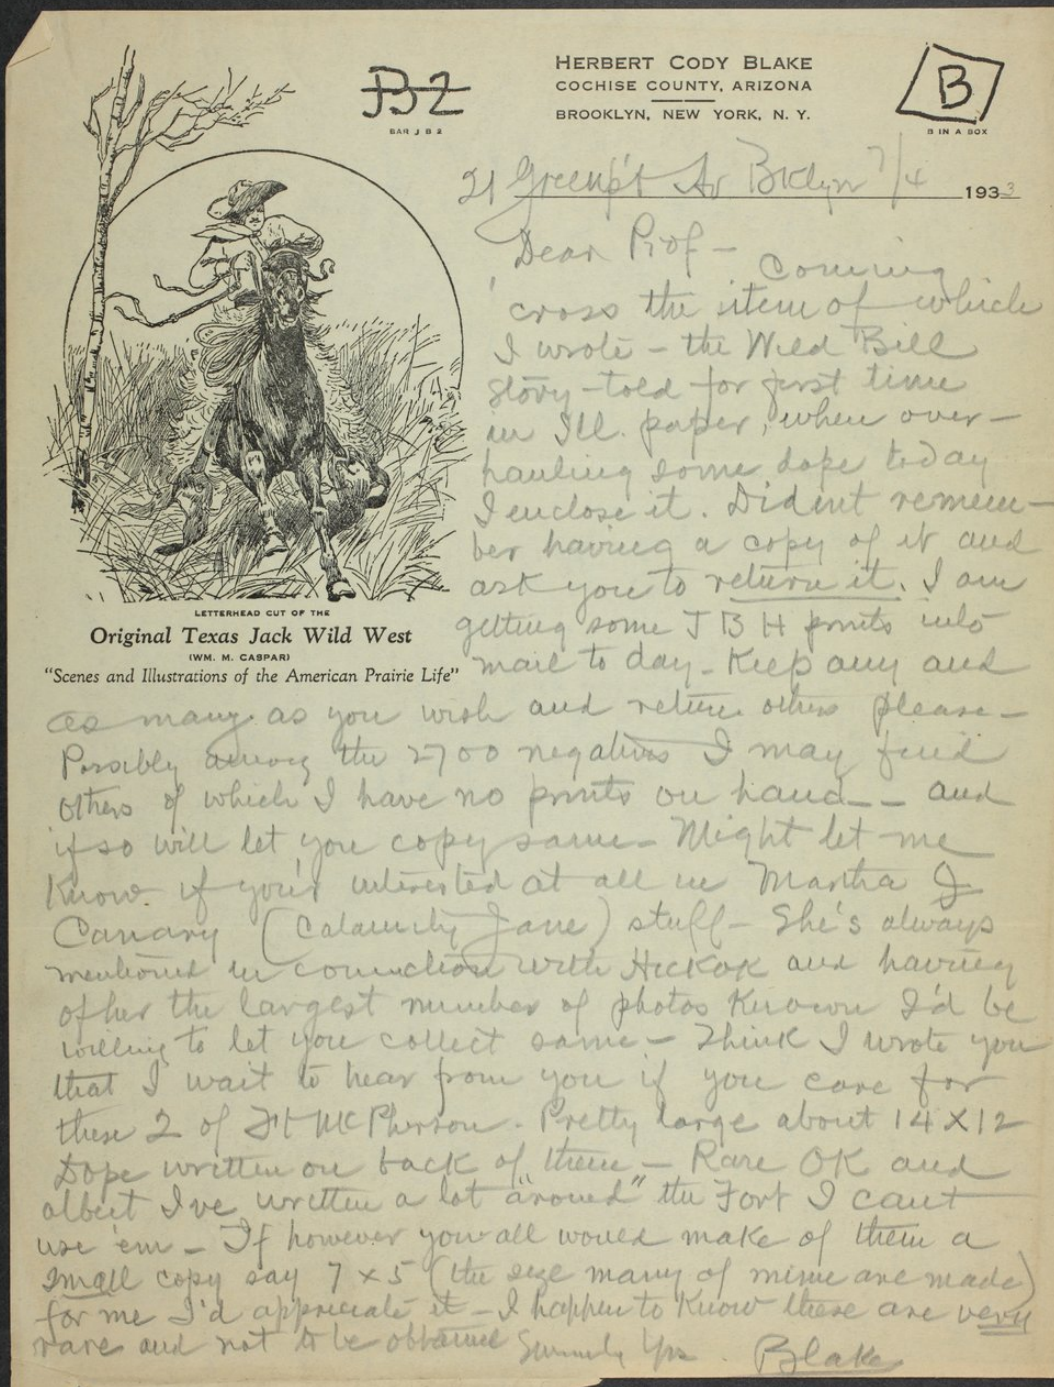 JB2
BAR J B 2
HERBERT CODY BLAKE
COCHISE COUNTY, ARIZONA
BROOKLYN, NEW YORK, N. Y.
B
B IN A BOX
21 Greenp't Av Bklyn 7/4 1933
Dear Prof - Coming
'cross the item of which
I wrote - the Wild Bill
story - told for first time
in Ill. paper, when over-
hauling some dope today
I enclose it. Did'nt remem-
ber having a copy of it and
ask you to return it. I am
getting some J B H prints into
mail to day - Keep any and
LETTERHEAD CUT OF THE
Original Texas Jack Wild West
(WM. M. CASPAR)
"Scenes and Illustrations of the American Prairie Life"
as many as you wish and return others please -
Possibly among the 2700 negatives I may find
others of which I have no prints on hand -- and
if so will let you copy same - Might let me
know if you'r interested at all in Martha J
Canary (Calamity Jane) stuff - She's always
mentioned in connection with Hickok and having
of her the largest number of photos known I'd be
willing to let you collect same - Think I wrote you
that I wait to hear from you if you care for
these 2 of Ft McPherson - Pretty large about 14 x 12
Dope written on back of them - Rare OK and
albeit I've written a lot "around" the Fort I cant
use 'em - If however you-all would make of them a
small copy say 7 x 5 (the size many of mine are made)
for me I'd appreciate it - I happen to know these are very
rare and not to be obtained Yrs. Blake